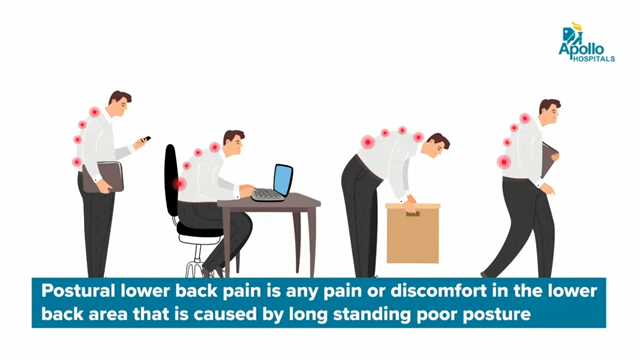 Apollo
HOSPITALS
Postural lower back pain is any pain or discomfort in the lower
back area that is caused by long standing poor posture